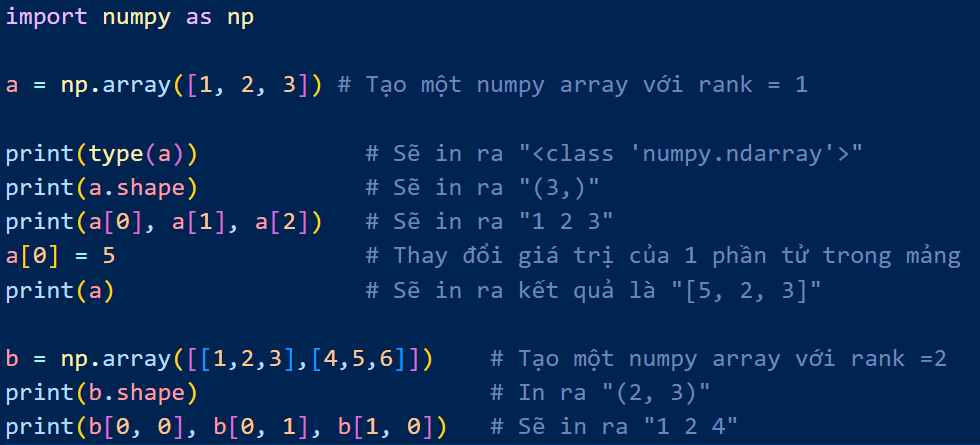 import numpy as np
a = np.array([1, 2, 3]) # Tạo một numpy array với rank = 1
print(type(a)) # Sẽ in ra "<class 'numpy.ndarray'>"
print(a.shape) # Sẽ in ra "(3,)"
print(a[0], a[1], a[2]) # Sẽ in ra "1 2 3"
a[0] = 5 # Thay đổi giá trị của 1 phần tử trong mảng
print(a) # Sẽ in ra kết quả là "[5, 2, 3]"
b = np.array([[1,2,3],[4,5,6]]) # Tạo một numpy array với rank =2
print(b.shape) # In ra "(2, 3)"
print(b[0, 0], b[0, 1], b[1, 0]) # Sẽ in ra "1 2 4"